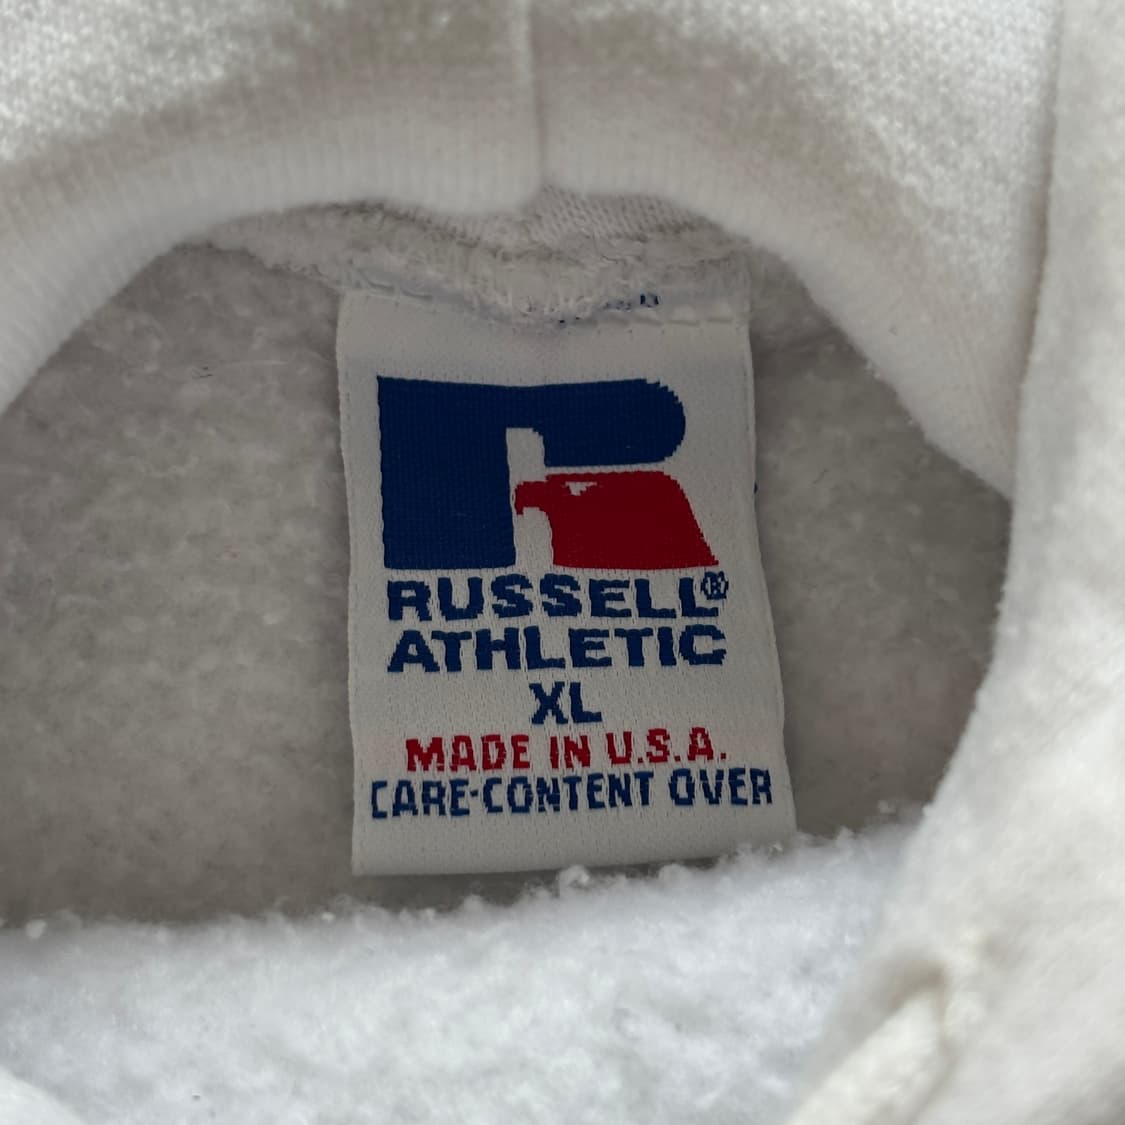 RUSSELL®
ATHLETIC
XL
MADE IN U.S.A.
CARE-CONTENT OVER